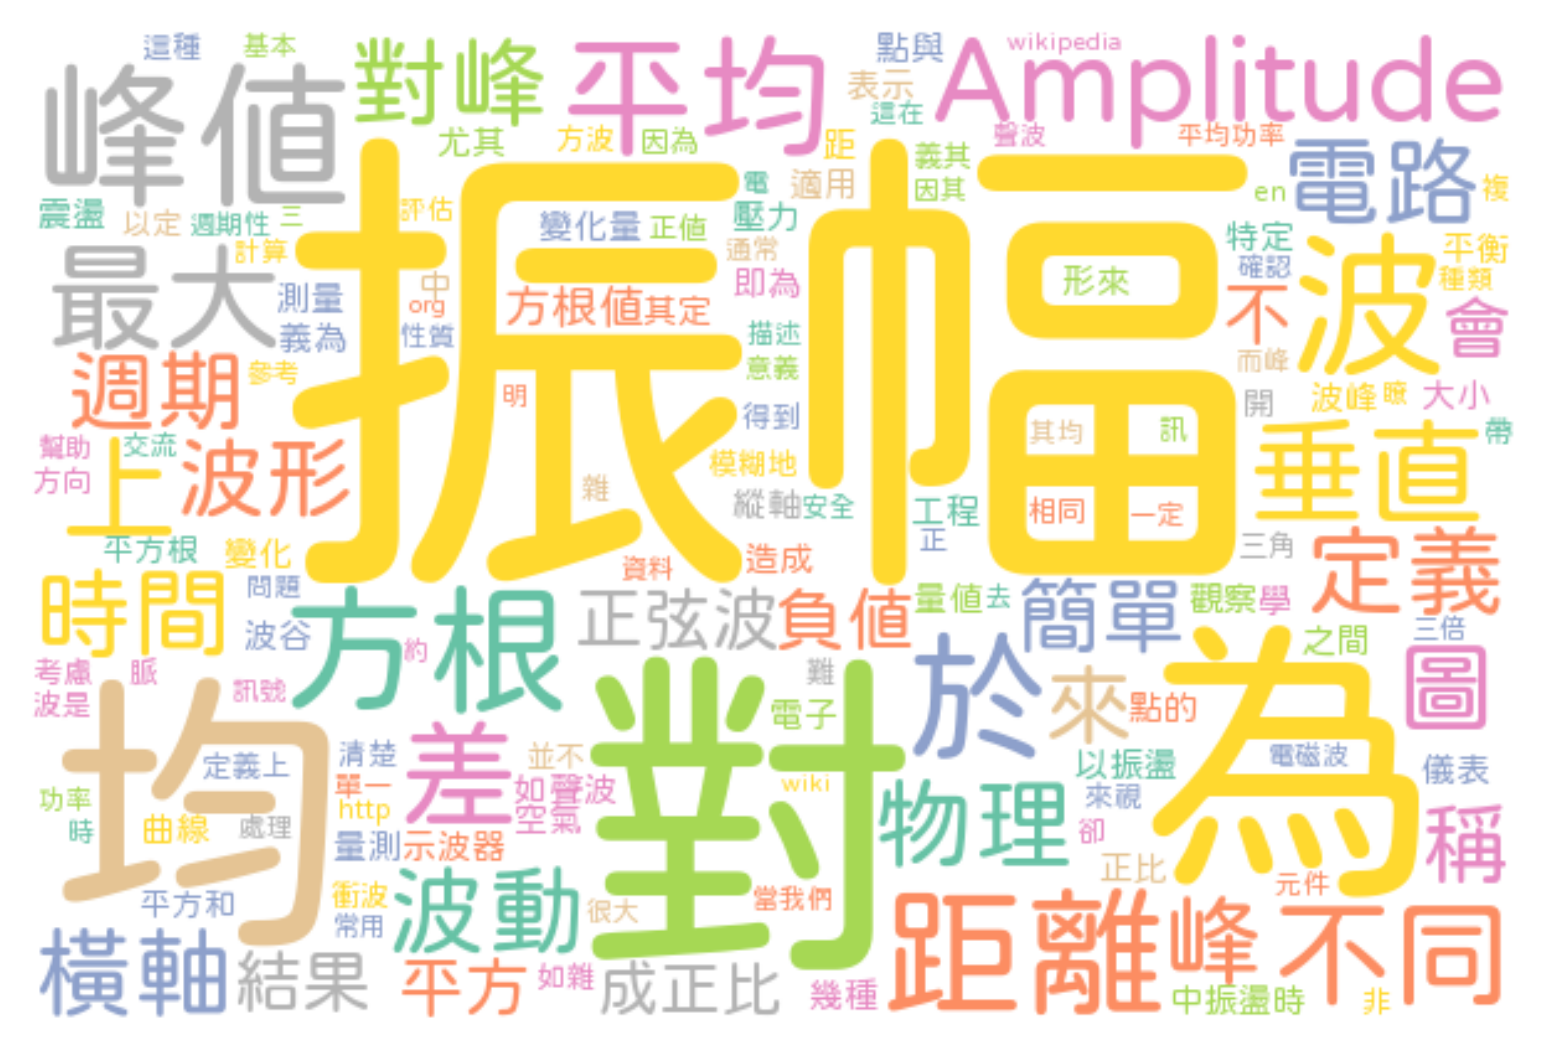 這種 基本 對峰 平均 點與 Amplitude wikipedia
峰值 表示 這在
尤其 方波 因為 距 義其 聲波 平均功率
電 適用 因其 en 電路 複
震盪 以定 週期性 三 評估 變化量 正值 壓力
計算 通常 特定 平衡
最大 測量 中 org 方根值 其定 即為 形來 確認 不 波 種類 會
義為 性質 描述
週期 參考 振幅 意義 而峰
明 得到 開 波峰 瞭 大小
幫助 交流 其均 訊 帶
方向 上 波形 雜 模糊地 垂直
縱軸 安全 工程 相同 一定
平方根 變化 資料 造成 正 三角 定義
時間 問題 方根 正弦波 負值 量值 去 簡單 觀察 學
波谷 約 之間 三倍
考慮 脈 難 於 來 為 圖
波是 訊號 電子 點的
均 定義上 清楚 差 並不 對 以振盪 電磁波 儀表
功率 單一 如聲波 wiki 物理 來視
時 曲線 處理 http 空氣 卻 稱
量測 示波器 正比
平方和 衝波 波動 很大 當我們 元件
常用 距離 峰 不同
橫軸 結果 平方 如雜 成正比 幾種 中振盪時 非